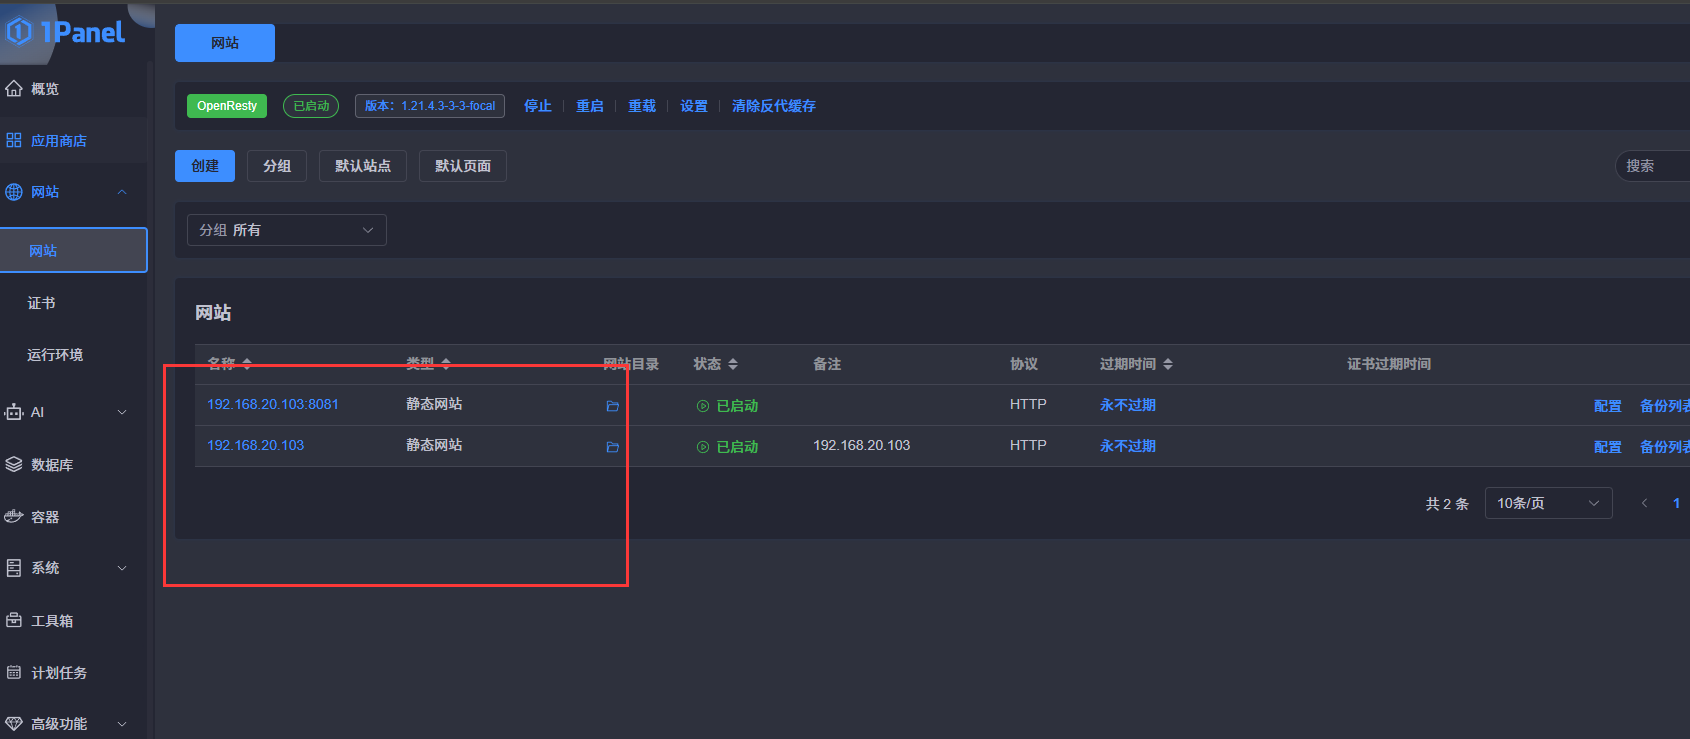 1Panel
概览
应用商店
网站
网站
证书
运行环境
AI
数据库
容器
系统
工具箱
计划任务
高级功能
网站
OpenResty 已启动 版本：1.21.4.3-3-3-focal 停止 重启 重载 设置 清除反代缓存
创建 分组 默认站点 默认页面 搜索
分组 所有
网站
名称 类型 网站目录 状态 备注 协议 过期时间 证书过期时间
192.168.20.103:8081 静态网站 已启动 HTTP 永不过期 配置 备份列表
192.168.20.103 静态网站 已启动 192.168.20.103 HTTP 永不过期 配置 备份列表
共 2 条 10条/页 1